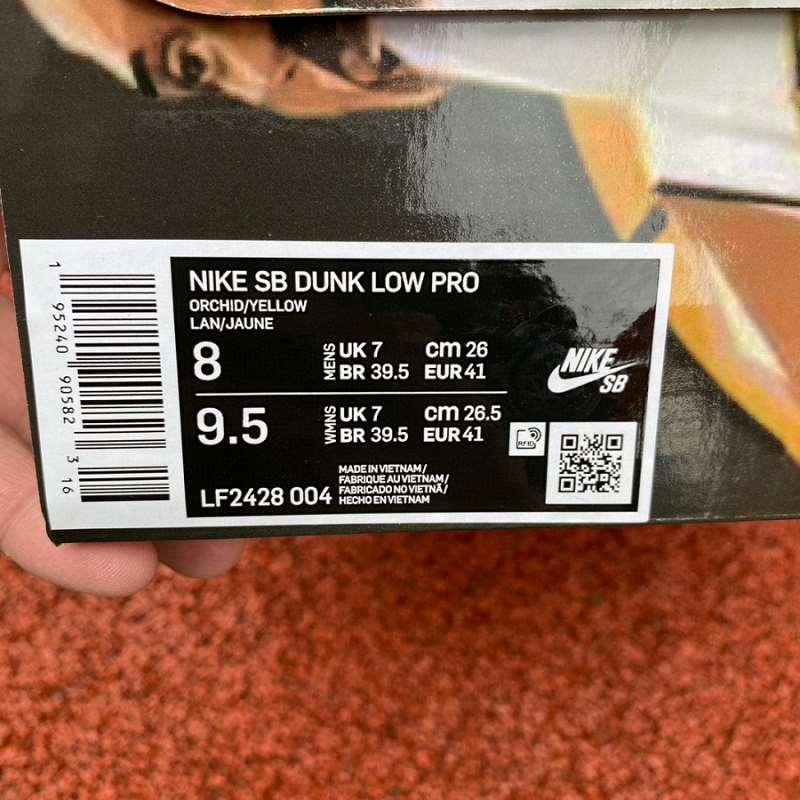 NIKE SB DUNK LOW PRO
ORCHID/YELLOW
LAN/JAUNE
8 MENS UK 7 cm 26
BR 39.5 EUR 41
9.5 WMNS UK 7 cm 26.5
BR 39.5 EUR 41
NIKE
SB
RFID
LF2428 004
MADE IN VIETNAM/
FABRIQUE AU VIETNAM/
FABRICADO NO VIETNÃ/
HECHO EN VIETNAM
1 95240 90582 3 16